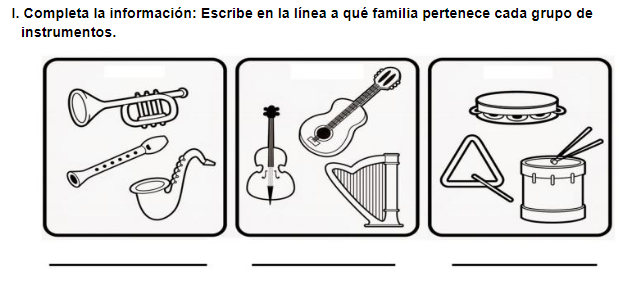 I. Completa la información: Escribe en la línea a qué familia pertenece cada grupo de
instrumentos.